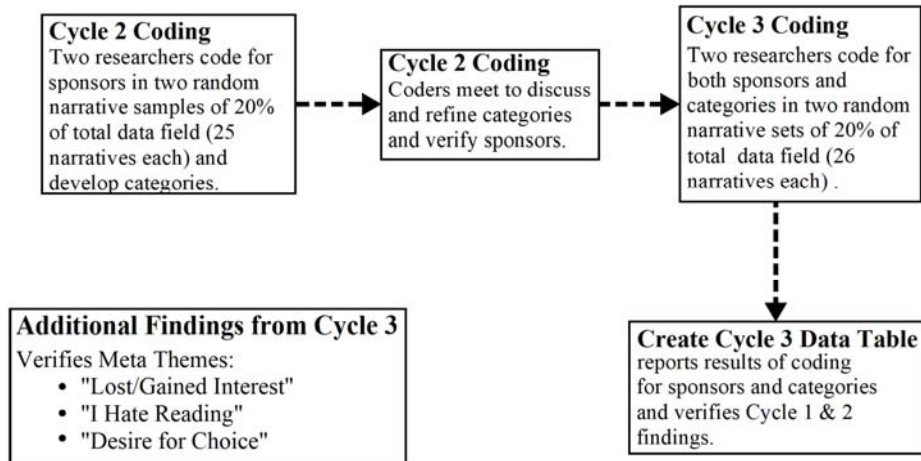 Cycle 2 Coding
Two researchers code for
sponsors in two random
narrative samples of 20%
of total data field (25
narratives each) and
develop categories.
Cycle 2 Coding
Coders meet to discuss
and refine categories
and verify sponsors.
Cycle 3 Coding
Two researchers code for
both sponsors and
categories in two random
narrative sets of 20% of
total data field (26
narratives each) .
Additional Findings from Cycle 3
Verifies Meta Themes:
• "Lost/Gained Interest"
• "I Hate Reading"
• "Desire for Choice"
Create Cycle 3 Data Table
reports results of coding
for sponsors and categories
and verifies Cycle 1 & 2
findings.